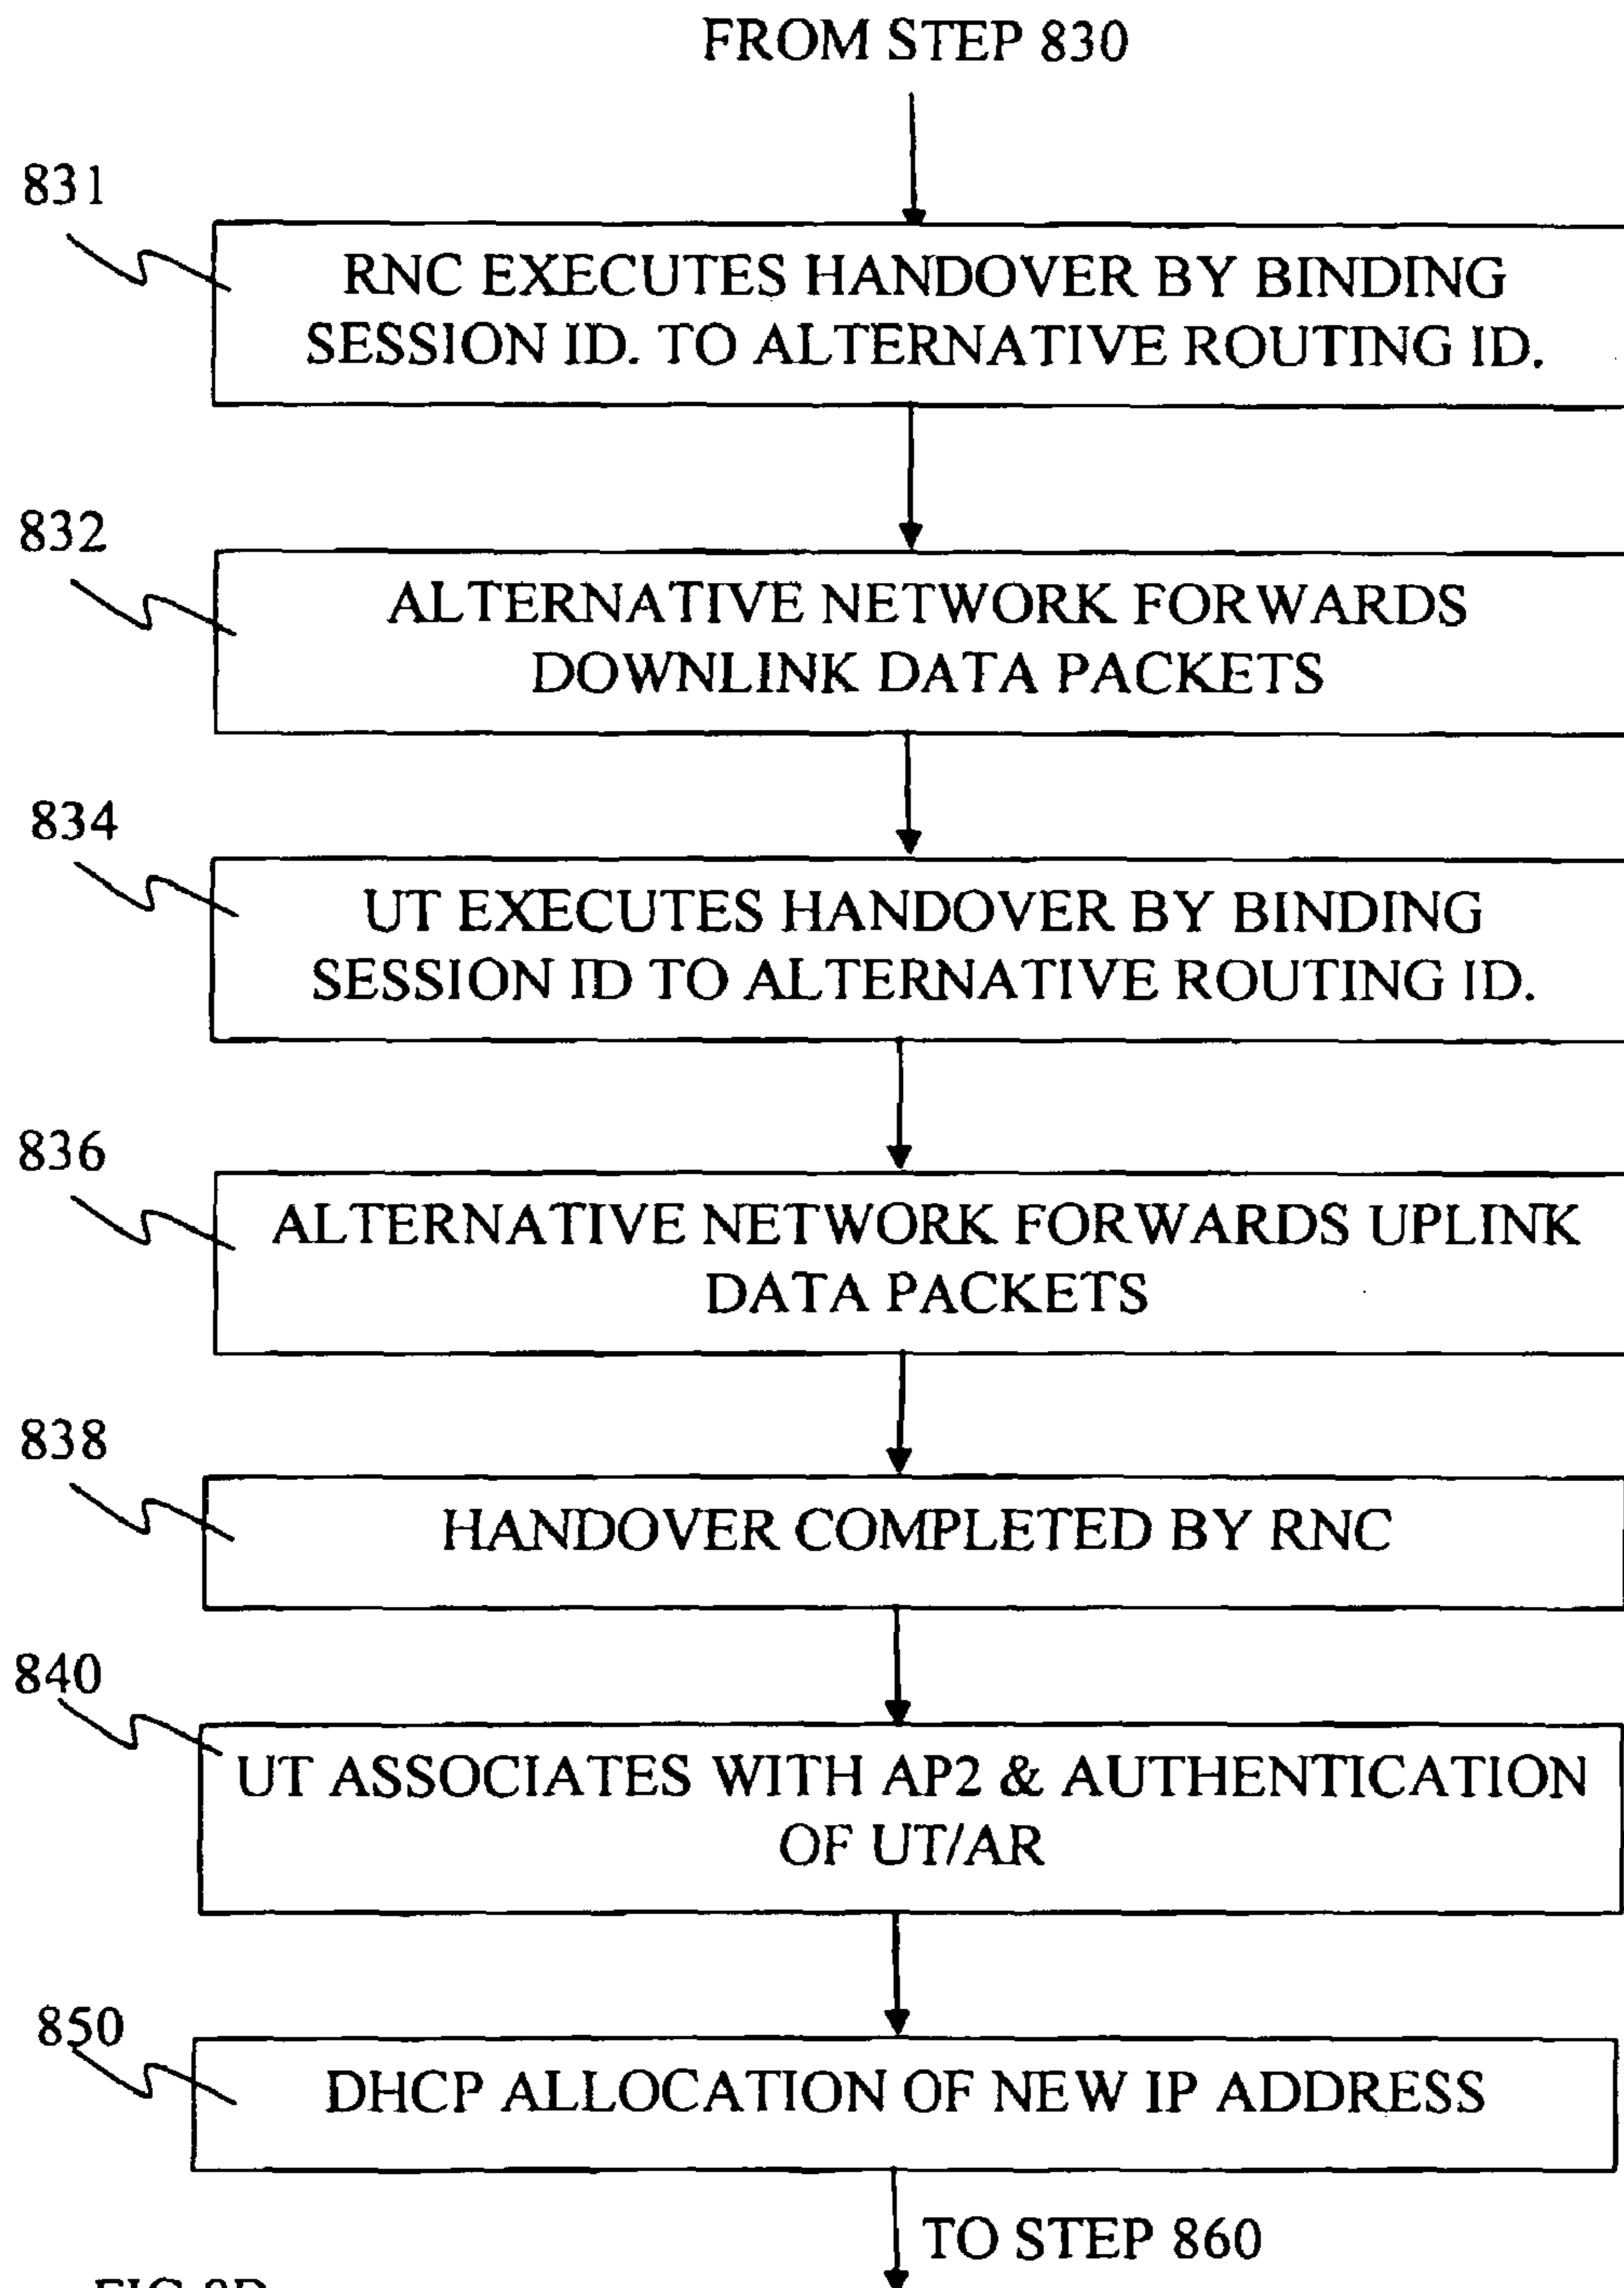 FROM STEP 830
831
RNC EXECUTES HANDOVER BY BINDING
SESSION ID. TO ALTERNATIVE ROUTING ID.
832
ALTERNATIVE NETWORK FORWARDS
DOWNLINK DATA PACKETS
834
UT EXECUTES HANDOVER BY BINDING
SESSION ID TO ALTERNATIVE ROUTING ID.
836
ALTERNATIVE NETWORK FORWARDS UPLINK
DATA PACKETS
838
HANDOVER COMPLETED BY RNC
840
UT ASSOCIATES WITH AP2 & AUTHENTICATION
OF UT/AR
850
DHCP ALLOCATION OF NEW IP ADDRESS
TO STEP 860